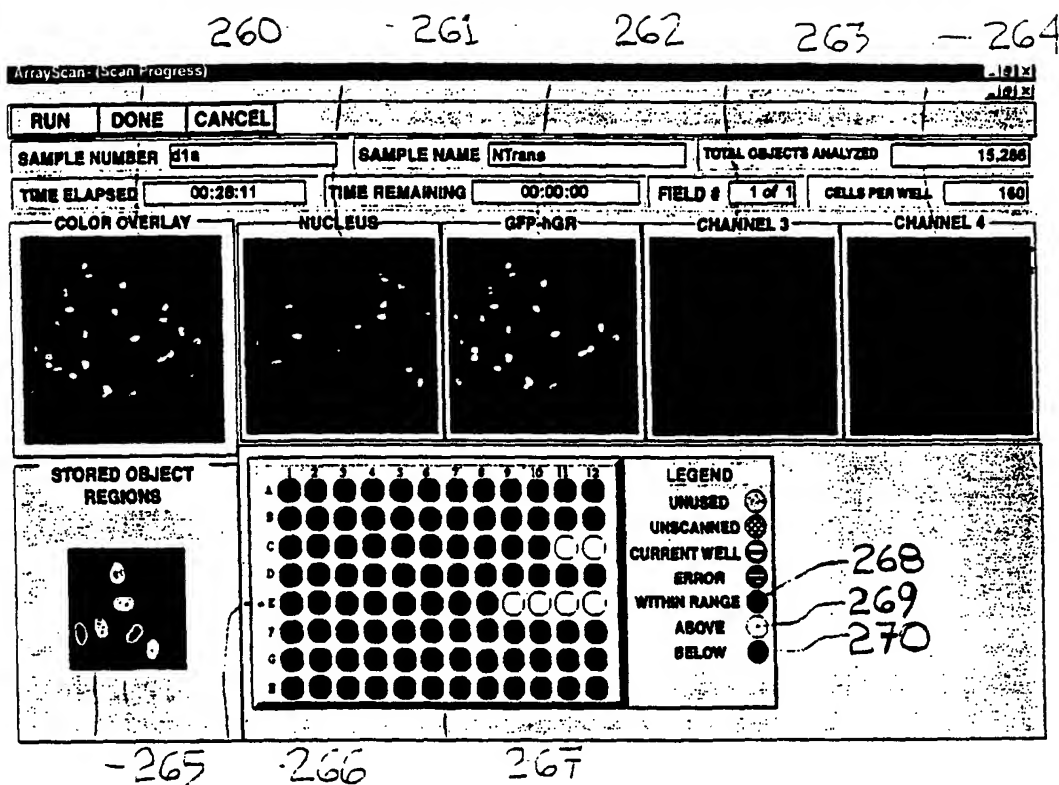 260 261 262 263 264
ArrayScan- (Scan Progress)
RUN DONE CANCEL
SAMPLE NUMBER d1a SAMPLE NAME NTrans TOTAL OBJECTS ANALYZED 15,286
TIME ELAPSED 00:28:11 TIME REMAINING 00:00:00 FIELD # 1 of 1 CELLS PER WELL 160
COLOR OVERLAY NUCLEUS GFP-hGR CHANNEL 3 CHANNEL 4
STORED OBJECT
REGIONS
1 2 3 4 5 6 7 8 9 10 11 12
A
B
C
D
E
F
G
H
LEGEND
UNUSED
UNSCANNED
CURRENT WELL
ERROR
WITHIN RANGE
ABOVE
BELOW
268
269
270
265 266 267